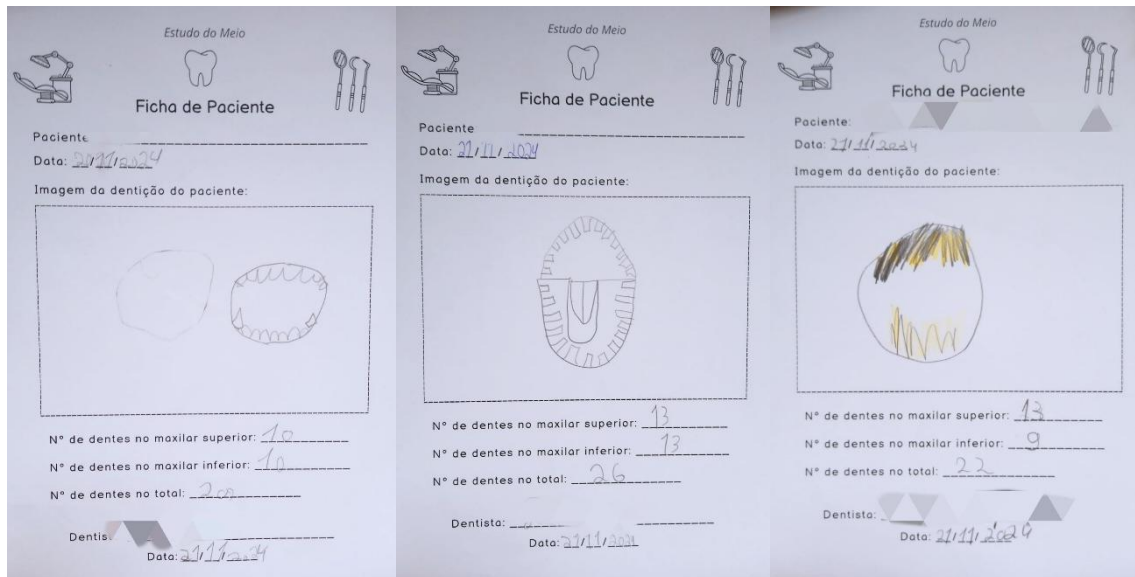 Estudo do Meio
Ficha de Paciente
Paciente
Data: 21/11/2024
Imagem da dentição do paciente:
Nº de dentes no maxilar superior: 10
Nº de dentes no maxilar inferior: 10
Nº de dentes no total: 20
Dentis
Data: 21/11/2024
Estudo do Meio
Ficha de Paciente
Paciente
Data: 21/11/2024
Imagem da dentição do paciente:
Nº de dentes no maxilar superior: 13
Nº de dentes no maxilar inferior: 13
Nº de dentes no total: 26
Dentista:
Data: 21/11/2024
Estudo do Meio
Ficha de Paciente
Paciente:
Data: 21/11/2024
Imagem da dentição do paciente:
Nº de dentes no maxilar superior: 13
Nº de dentes no maxilar inferior: 9
Nº de dentes no total: 22
Dentista:
Data: 21/11/2024